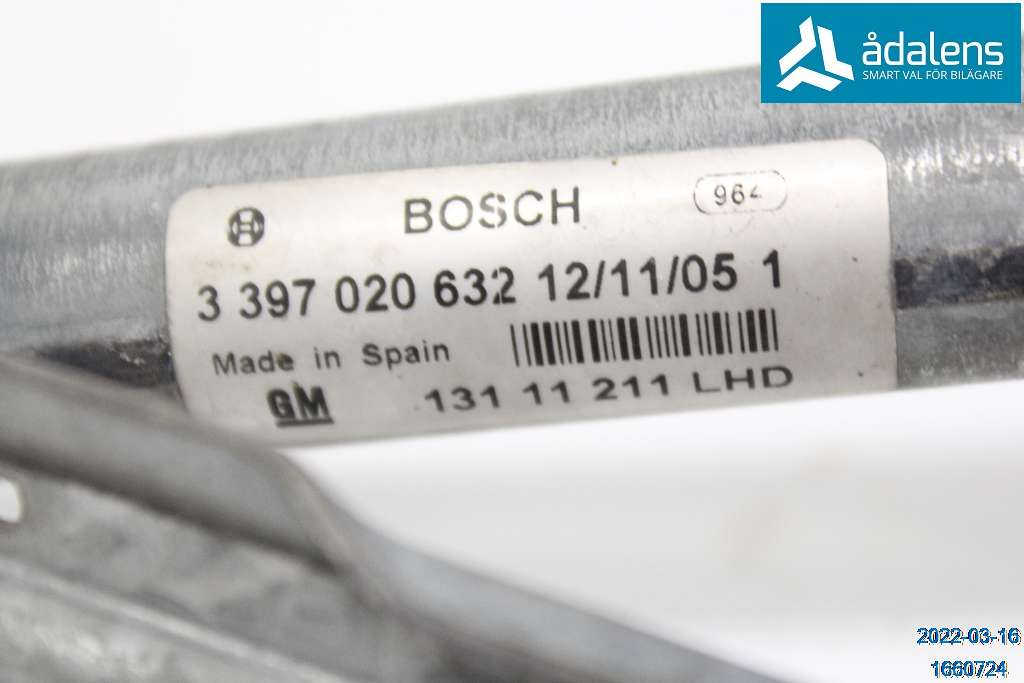 ådalens
SMART VAL FÖR BILÄGARE
BOSCH 964
3 397 020 632 12/11/05 1
Made in Spain
GM 131 11 211 LHD
2022-03-16
1660724